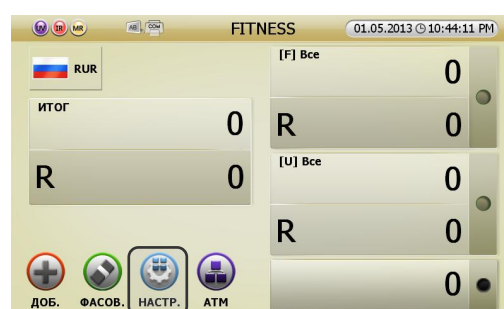 UV IR MR AB COM FITNESS 01.05.2013 10:44:11 PM
RUR
ИТОГ
0
R 0
[F] Все
0
R 0
[U] Все
0
R 0
0
ДОБ. ФАСОВ. НАСТР. ATM